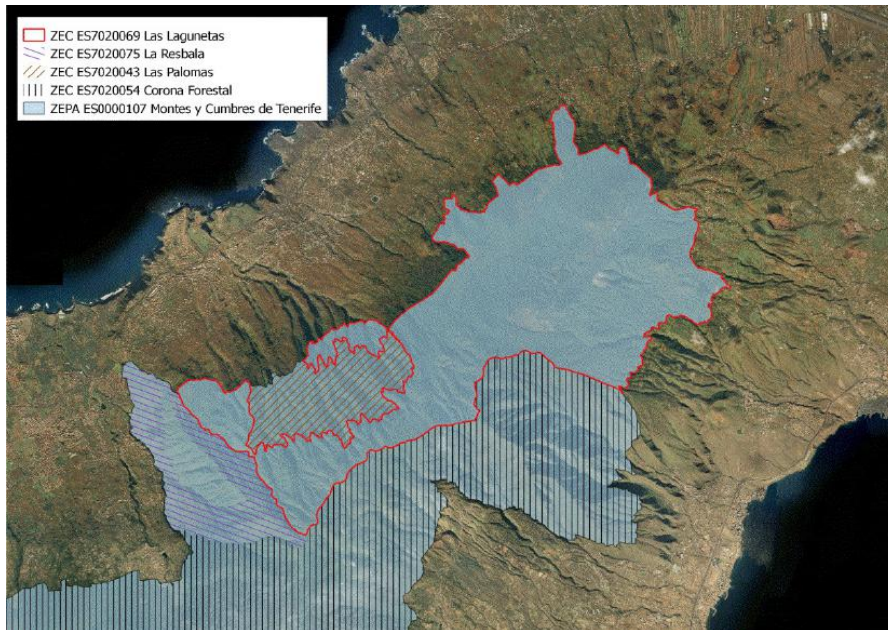 ZEC ES7020069 Las Lagunetas
ZEC ES7020075 La Resbala
ZEC ES7020043 Las Palomas
ZEC ES7020054 Corona Forestal
ZEPA ES0000107 Montes y Cumbres de Tenerife